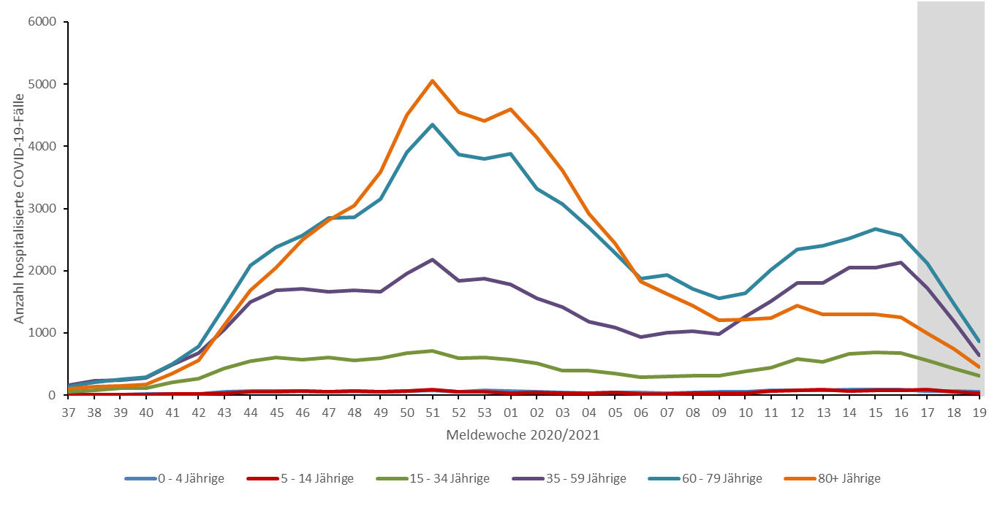 6000
5000
4000
3000
2000
1000
0
Anzahl hospitalisierte COVID-19-Fälle
37 38 39 40 41 42 43 44 45 46 47 48 49 50 51 52 53 01 02 03 04 05 06 07 08 09 10 11 12 13 14 15 16 17 18 19
Meldewoche 2020/2021
0 - 4 Jährige 5 - 14 Jährige 15 - 34 Jährige 35 - 59 Jährige 60 - 79 Jährige 80+ Jährige